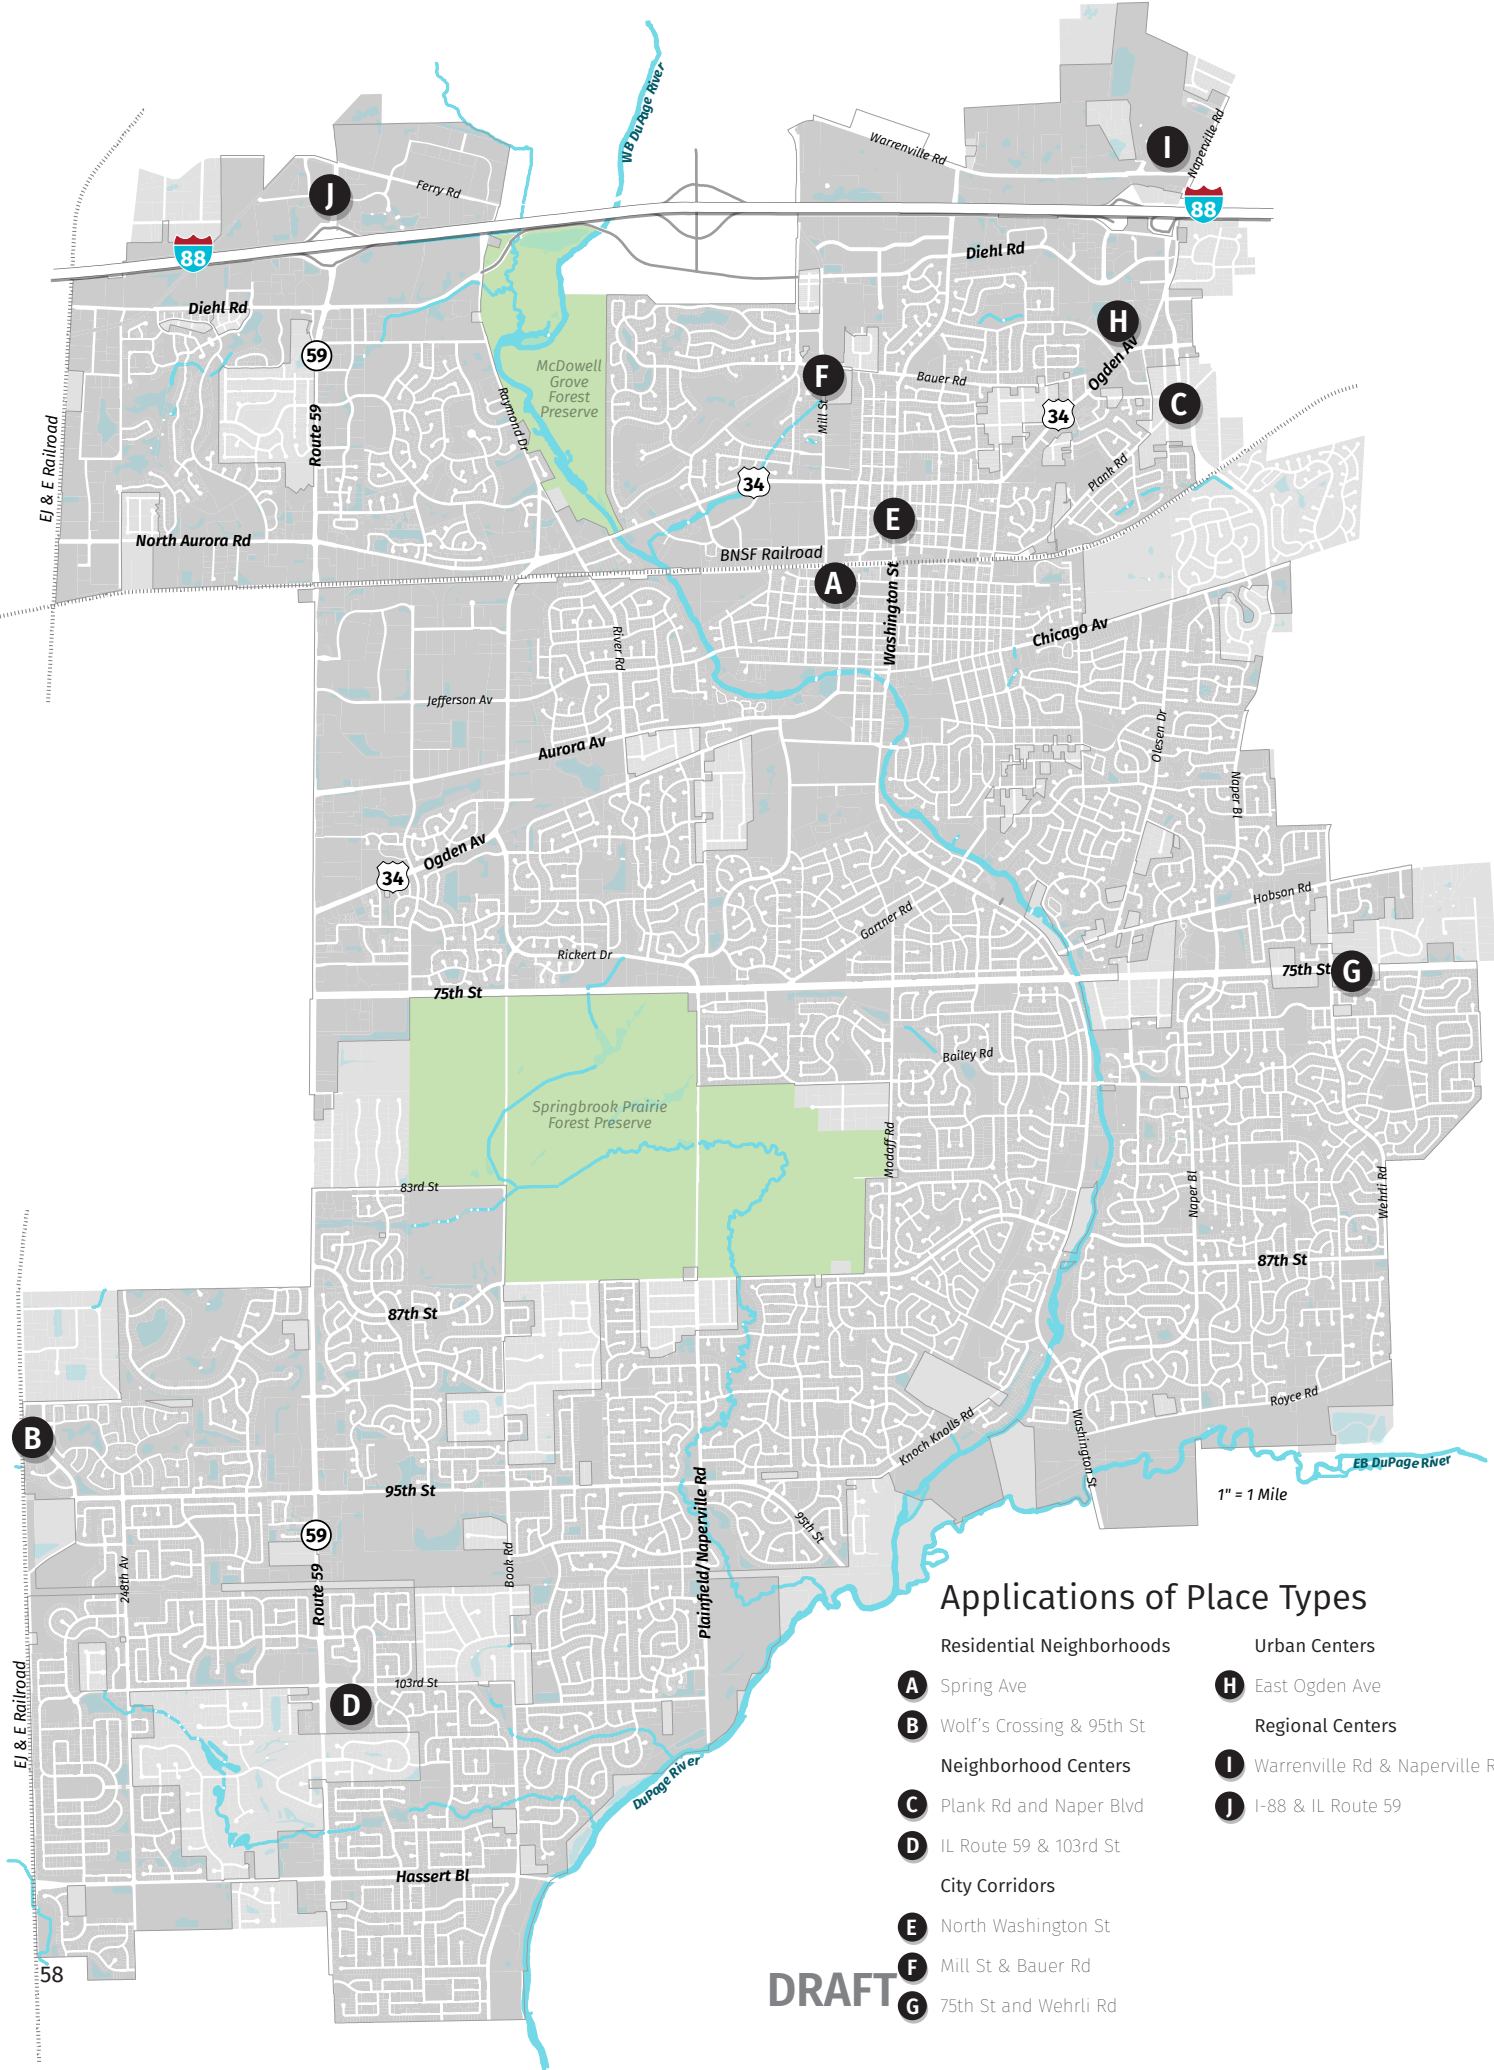 WB DuPage River
Warrenville Rd
I
Naperville Rd
J
Ferry Rd
88
88
Diehl Rd
Diehl Rd
H
Ogden Av
59
McDowell
Grove
Forest
Preserve
F
Bauer Rd
C
34
Mill St
Raymond Dr
Route 59
EJ & E Railroad
Plank Rd
34
E
North Aurora Rd
BNSF Railroad
A
Washington St
Chicago Av
River Rd
Jefferson Av
Aurora Av
Olesen Dr
Naper Bl
Ogden Av
34
Hobson Rd
Gartner Rd
Rickert Dr
75th St
G
75th St
Bailey Rd
Springbrook Prairie
Forest Preserve
Modaff Rd
83rd St
Naper Bl
Wehrli Rd
87th St
87th St
Royce Rd
B
Knoch Knolls Rd
Washington St
EB DuPage River
95th St
1" = 1 Mile
Plainfield/Naperville Rd
95th St
59
Book Rd
248th Av
Route 59
EJ & E Railroad
103rd St
D
DuPage River
Hassert Bl
Applications of Place Types
Residential Neighborhoods
A Spring Ave
B Wolf's Crossing & 95th St
Neighborhood Centers
C Plank Rd and Naper Blvd
D IL Route 59 & 103rd St
City Corridors
E North Washington St
F Mill St & Bauer Rd
G 75th St and Wehrli Rd
Urban Centers
H East Ogden Ave
Regional Centers
I Warrenville Rd & Naperville R
J I-88 & IL Route 59
58
DRAFT